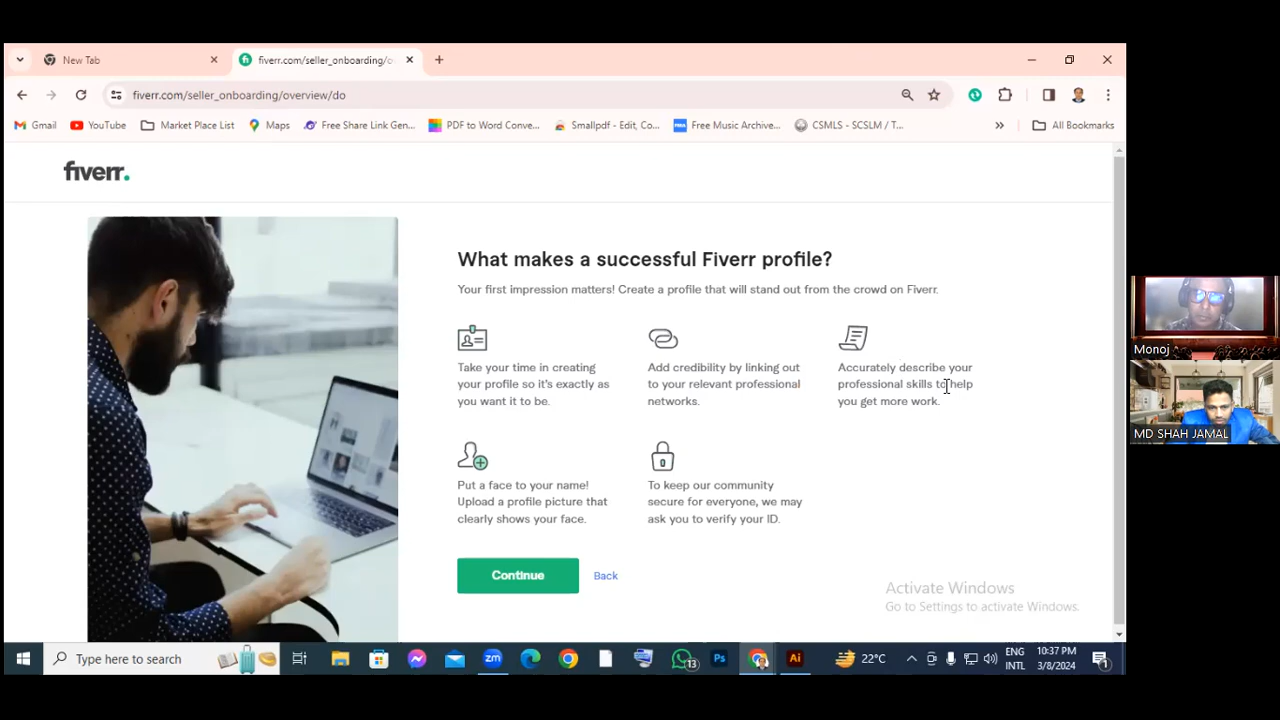 New Tab
fiverr.com/seller_onboarding/o
fiverr.com/seller_onboarding/overview/do
Gmail
YouTube
Market Place List
Maps
Free Share Link Gen...
PDF to Word Conve...
Smallpdf - Edit, Co...
Free Music Archive...
CSMLS - SCSLM / T...
All Bookmarks
fiverr.
What makes a successful Fiverr profile?
Your first impression matters! Create a profile that will stand out from the crowd on Fiverr.
Take your time in creating
your profile so it's exactly as
you want it to be.
Add credibility by linking out
to your relevant professional
networks.
Accurately describe your
professional skills to help
you get more work.
Put a face to your name!
Upload a profile picture that
clearly shows your face.
To keep our community
secure for everyone, we may
ask you to verify your ID.
Continue
Back
Activate Windows
Go to Settings to activate Windows.
Monoj
MD SHAH JAMAL
Type here to search
zm
13
Ps
Ai
22°C
ENG
INTL
10:37 PM
3/8/2024
1